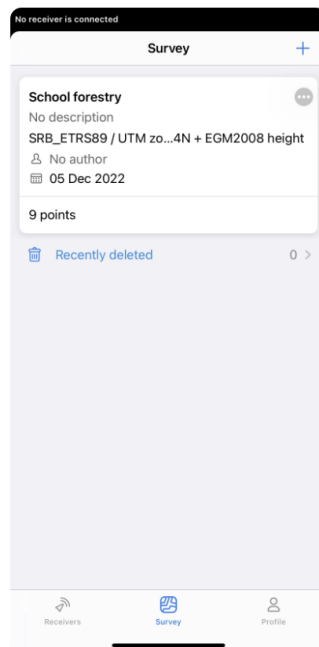 No receiver is connected
Survey
School forestry
No description
SRB_ETRS89 / UTM zo...4N + EGM2008 height
No author
05 Dec 2022
9 points
Recently deleted 0
Receivers Survey Profile